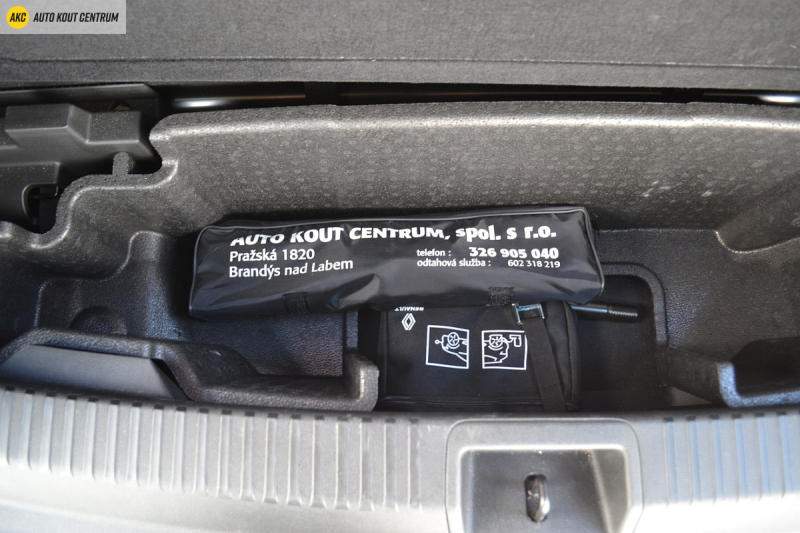 AKC AUTO KOUT CENTRUM
AUTO KOUT CENTRUM, spol. s r.o.
Pražská 1820
Brandýs nad Labem
telefon : 326 905 040
odtahová služba : 602 318 219
RENAULT